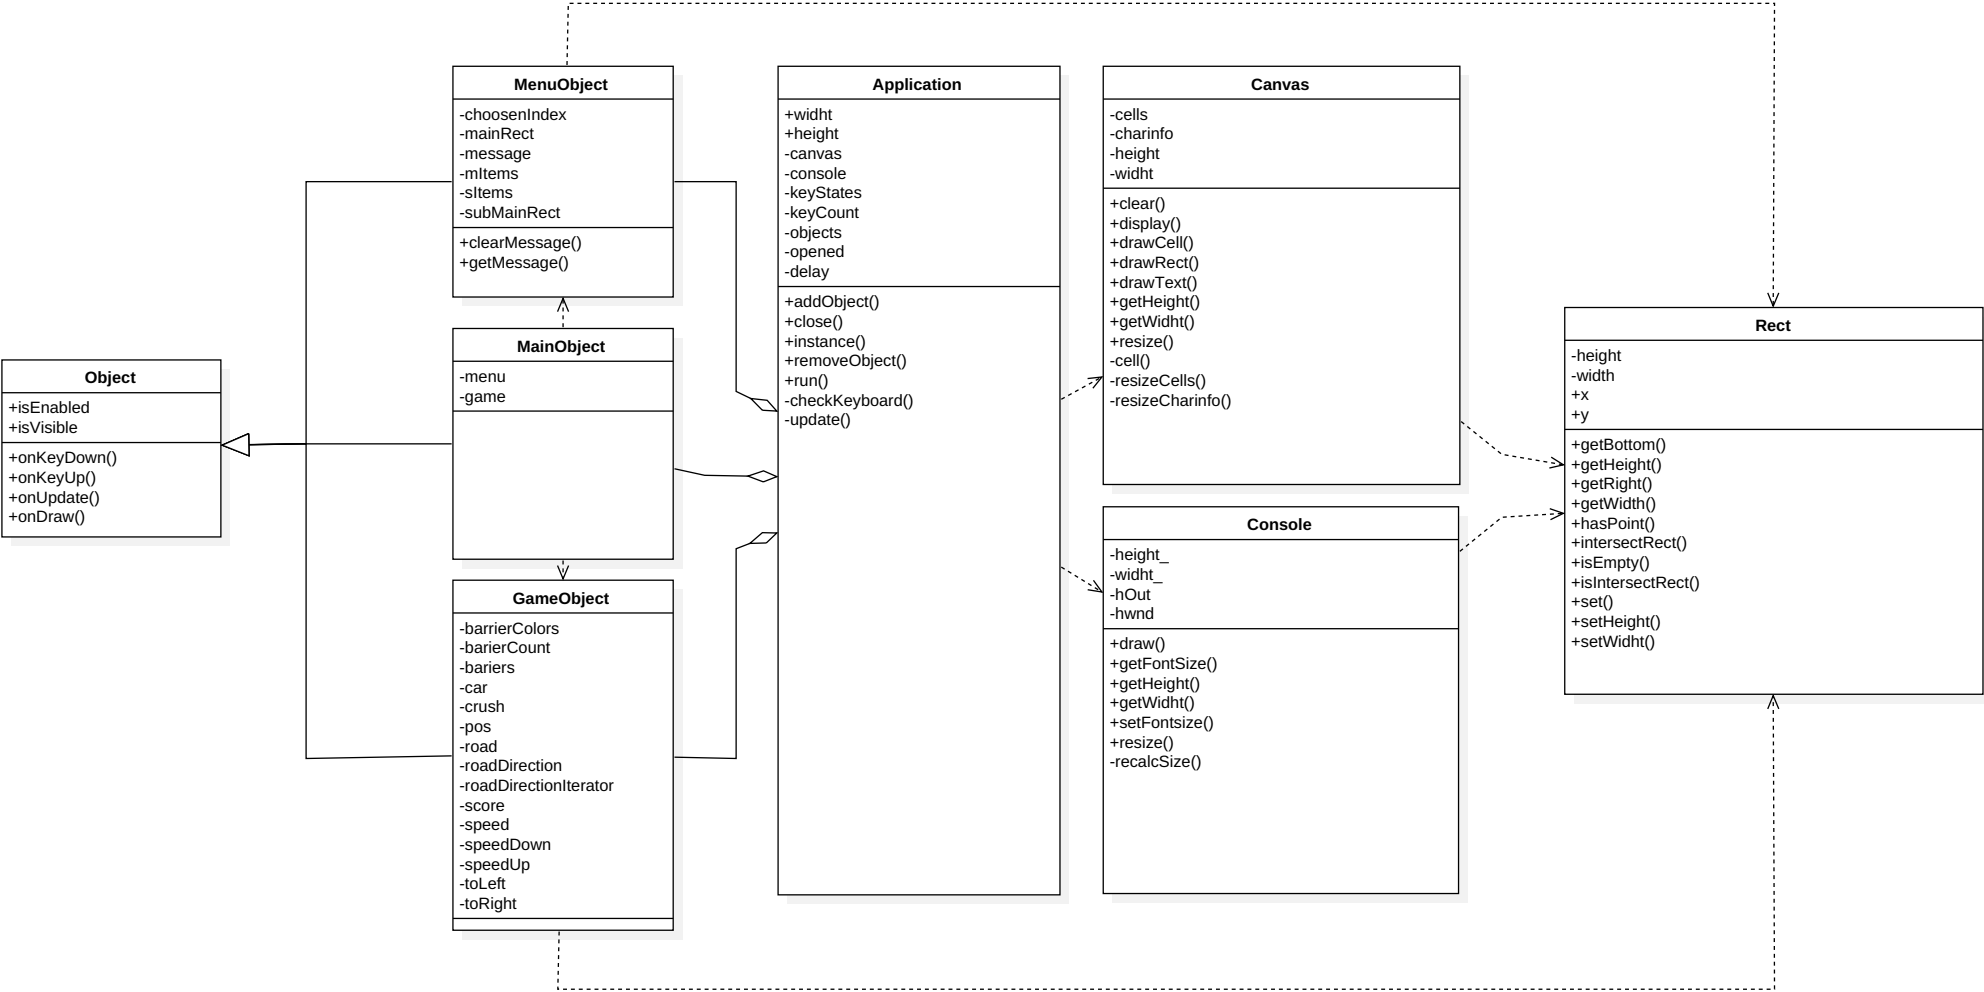 MenuObject
-choosenIndex
-mainRect
-message
-mItems
-sItems
-subMainRect
+clearMessage()
+getMessage()
Application
+widht
+height
-canvas
-console
-keyStates
-keyCount
-objects
-opened
-delay
+addObject()
+close()
+instance()
+removeObject()
+run()
-checkKeyboard()
-update()
Canvas
-cells
-charinfo
-height
-widht
+clear()
+display()
+drawCell()
+drawRect()
+drawText()
+getHeight()
+getWidht()
+resize()
-cell()
-resizeCells()
-resizeCharinfo()
Rect
-height
-width
+x
+y
+getBottom()
+getHeight()
+getRight()
+getWidth()
+hasPoint()
+intersectRect()
+isEmpty()
+isIntersectRect()
+set()
+setHeight()
+setWidht()
MainObject
-menu
-game
Object
+isEnabled
+isVisible
+onKeyDown()
+onKeyUp()
+onUpdate()
+onDraw()
Console
-height_
-widht_
-hOut
-hwnd
+draw()
+getFontSize()
+getHeight()
+getWidht()
+setFontsize()
+resize()
-recalcSize()
GameObject
-barrierColors
-barierCount
-bariers
-car
-crush
-pos
-road
-roadDirection
-roadDirectionIterator
-score
-speed
-speedDown
-speedUp
-toLeft
-toRight